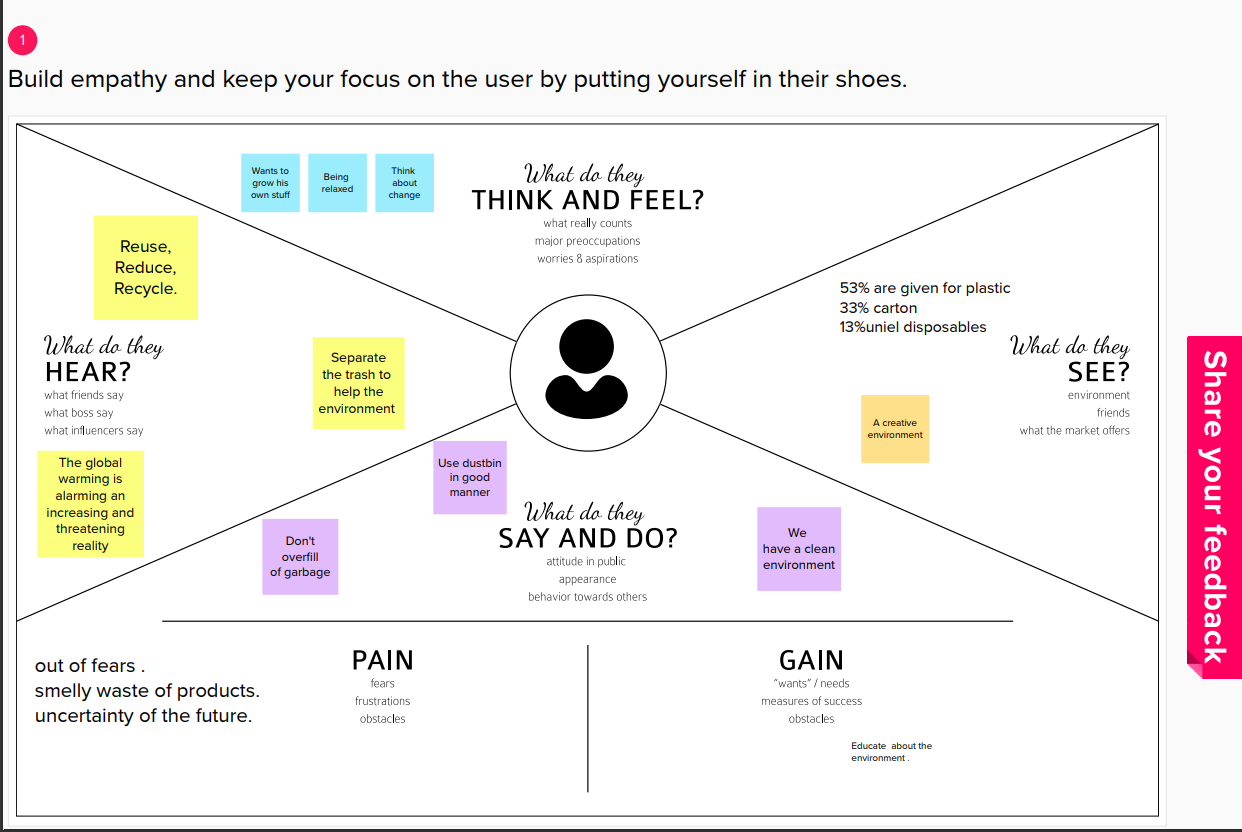 1
Build empathy and keep your focus on the user by putting yourself in their shoes.
Wants to
grow his
own stuff
Being
relaxed
Think
about
change
What do they
THINK AND FEEL?
what really counts
major preoccupations
worries & aspirations
Reuse,
Reduce,
Recycle.
What do they
HEAR?
what friends say
what boss say
what influencers say
Separate
the trash to
help the
environment
The global
warming is
alarming an
increasing and
threatening
reality
53% are given for plastic
33% carton
13%uniel disposables
What do they
SEE?
environment
friends
what the market offers
A creative
environment
Use dustbin
in good
manner
Don't
overfill
of garbage
What do they
SAY AND DO?
attitude in public
appearance
behavior towards others
We
have a clean
environment
out of fears .
smelly waste of products.
uncertainty of the future.
PAIN
fears
frustrations
obstacles
GAIN
“wants” / needs
measures of success
obstacles
Educate  about the
environment .
Share your feedback